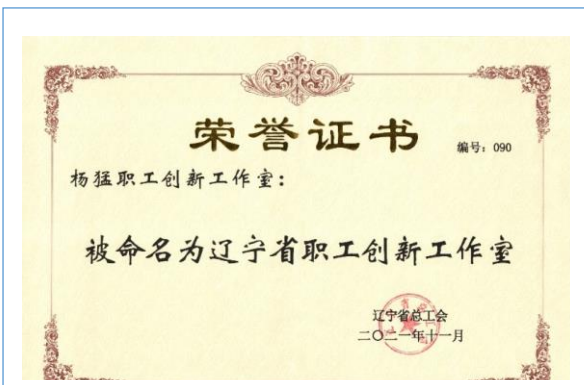 荣誉证书
编号：090
杨猛职工创新工作室：
被命名为辽宁省职工创新工作室
辽宁省总工会
二〇二一年十一月